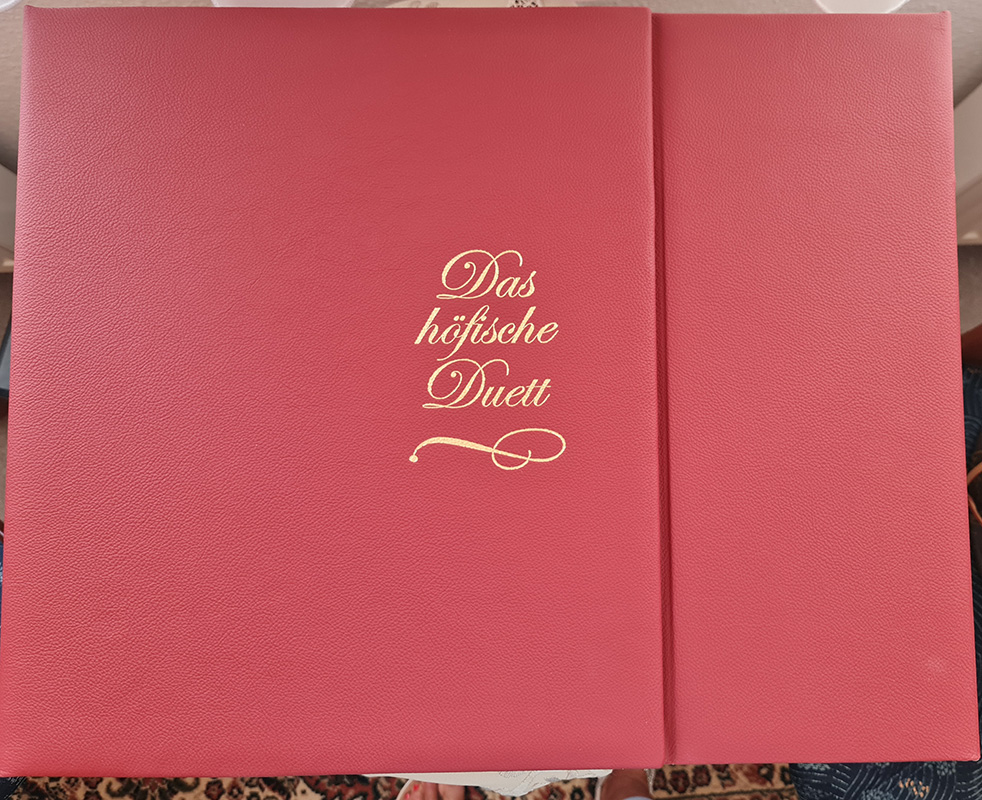 Das
höfische
Duett